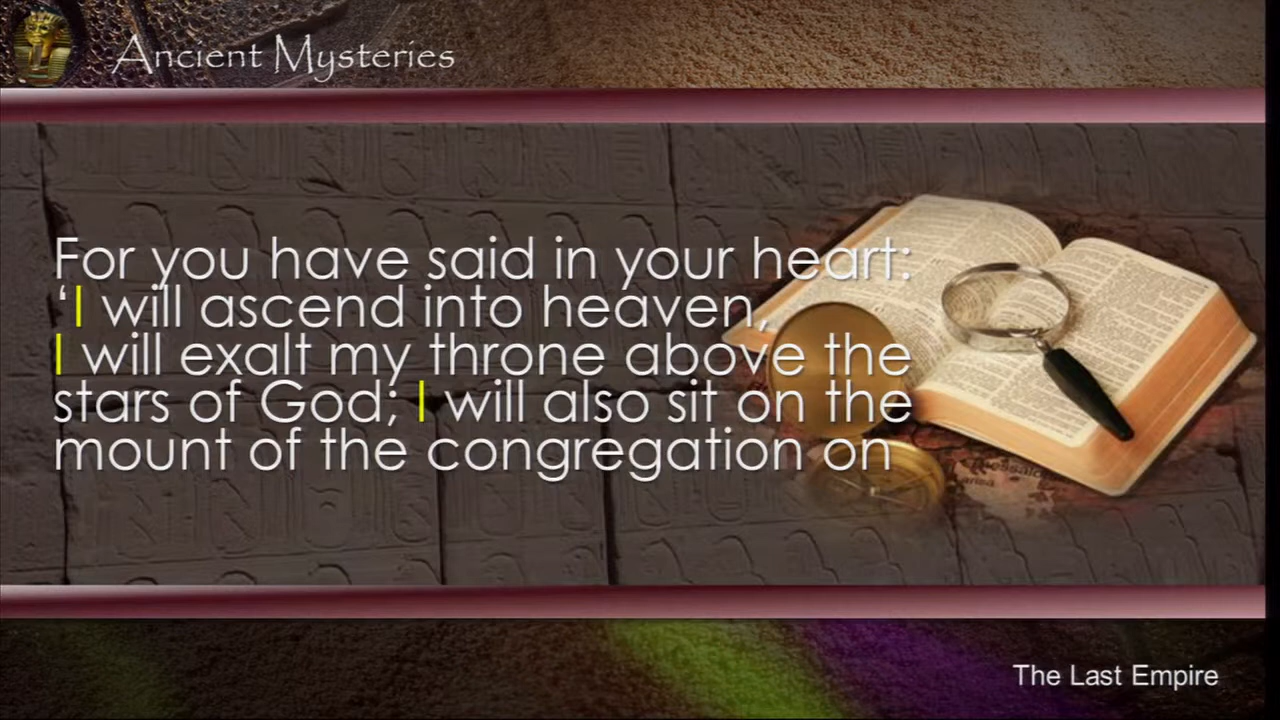 Ancient Mysteries
For you have said in your heart:
‘I will ascend into heaven,
I will exalt my throne above the
stars of God; I will also sit on the
mount of the congregation on
The Last Empire